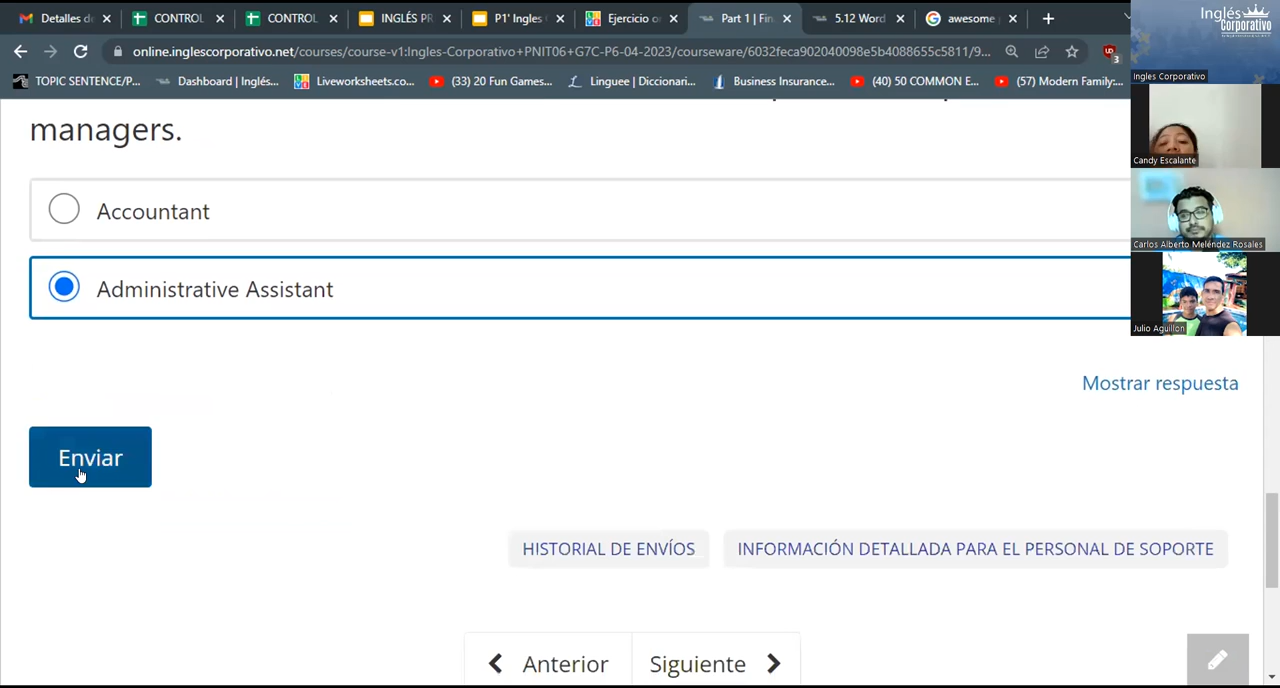 Detalles de
CONTROL
CONTROL
INGLÉS PR
P1' Ingles
Ejercicio or
Part 1 | Fin
5.12 Word
awesome
online.inglescorporativo.net/courses/course-v1:Ingles-Corporativo+PNIT06+G7C-P6-04-2023/courseware/6032feca902040098e5b4088655c5811/9...
3
TOPIC SENTENCE/P...
Dashboard | Inglés...
Liveworksheets.co...
(33) 20 Fun Games...
Linguee | Diccionari...
Business Insurance...
(40) 50 COMMON E...
(57) Modern Family:...
Inglés
Corporativo
Ingles Corporativo
Candy Escalante
Carlos Alberto Meléndez Rosales
Julio Aguillon
managers.
Accountant
Administrative Assistant
Mostrar respuesta
Enviar
HISTORIAL DE ENVÍOS
INFORMACIÓN DETALLADA PARA EL PERSONAL DE SOPORTE
Anterior
Siguiente